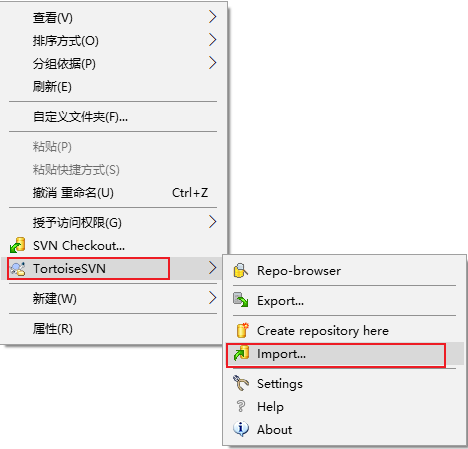 查看(V)
排序方式(O)
分组依据(P)
刷新(E)
自定义文件夹(F)...
粘贴(P)
粘贴快捷方式(S)
撤消 重命名(U) Ctrl+Z
授予访问权限(G)
SVN Checkout...
TortoiseSVN
新建(W)
属性(R)
Repo-browser
Export...
Create repository here
Import...
Settings
Help
About